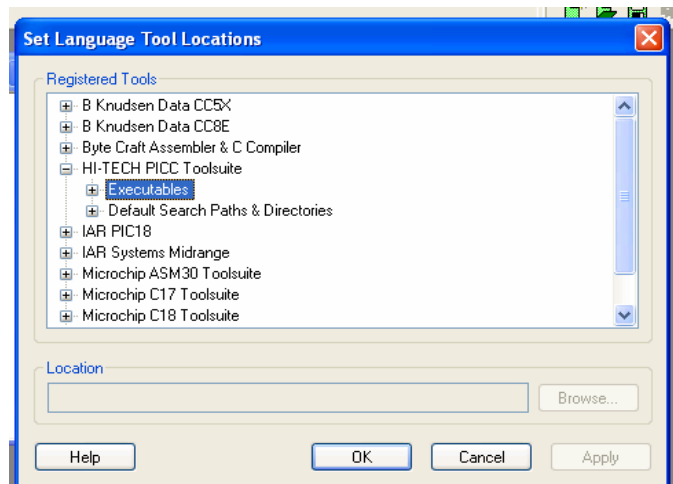 Set Language Tool Locations
Registered Tools
B Knudsen Data CC5X
B Knudsen Data CC8E
Byte Craft Assembler & C Compiler
HI-TECH PICC Toolsuite
Executables
Default Search Paths & Directories
IAR PIC18
IAR Systems Midrange
Microchip ASM30 Toolsuite
Microchip C17 Toolsuite
Microchip C18 Toolsuite
Location
Browse...
Help OK Cancel Apply